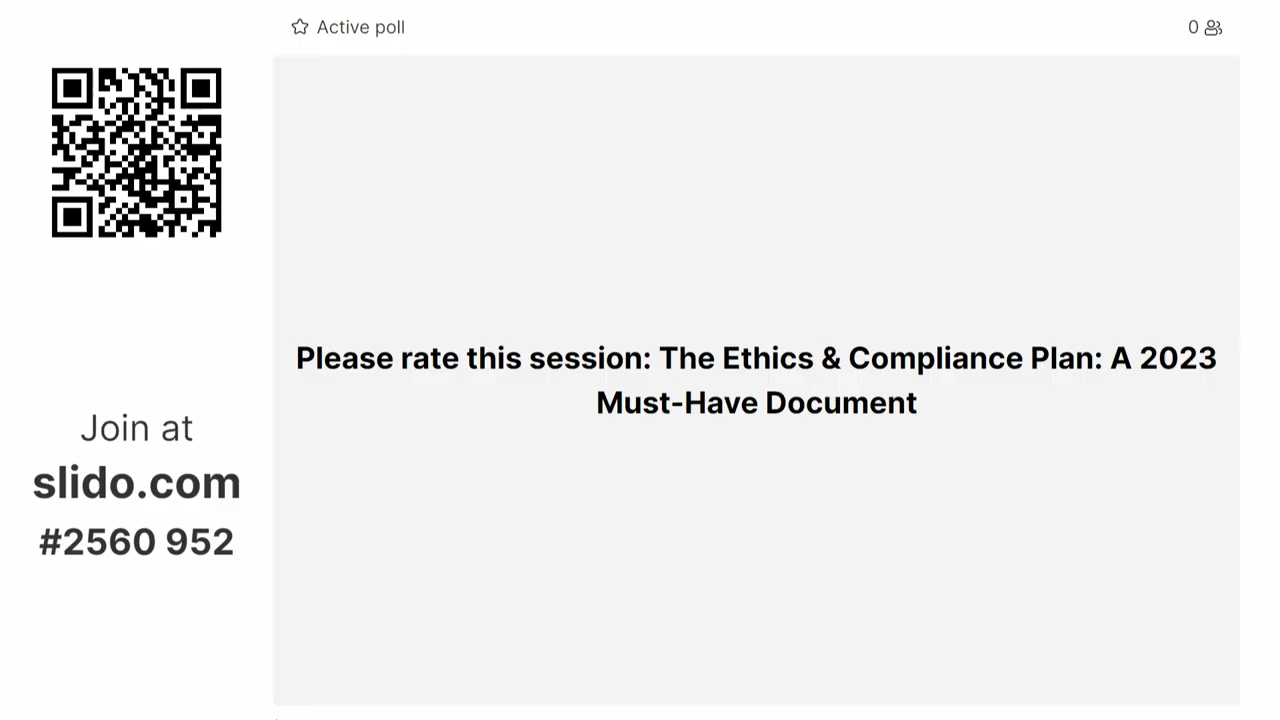 Active poll
0
Please rate this session: The Ethics & Compliance Plan: A 2023
Must-Have Document
Join at
slido.com
#2560 952